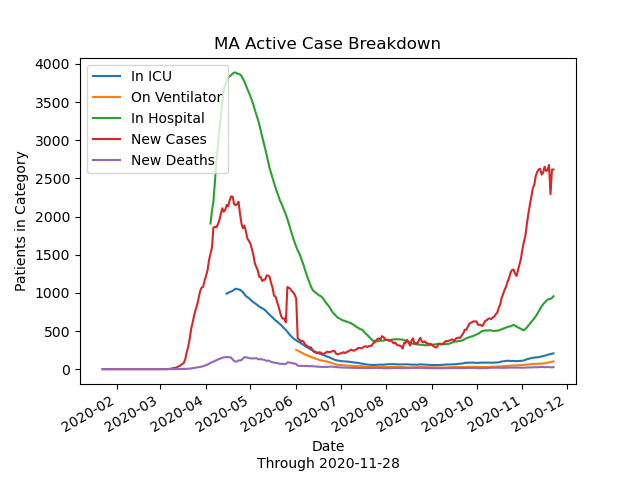 MA Active Case Breakdown
4000
3500
3000
2500
2000
1500
1000
500
0
Patients in Category
In ICU
On Ventilator
In Hospital
New Cases
New Deaths
2020-02
2020-03
2020-04
2020-05
2020-06
2020-07
2020-08
2020-09
2020-10
2020-11
2020-12
Date
Through 2020-11-28